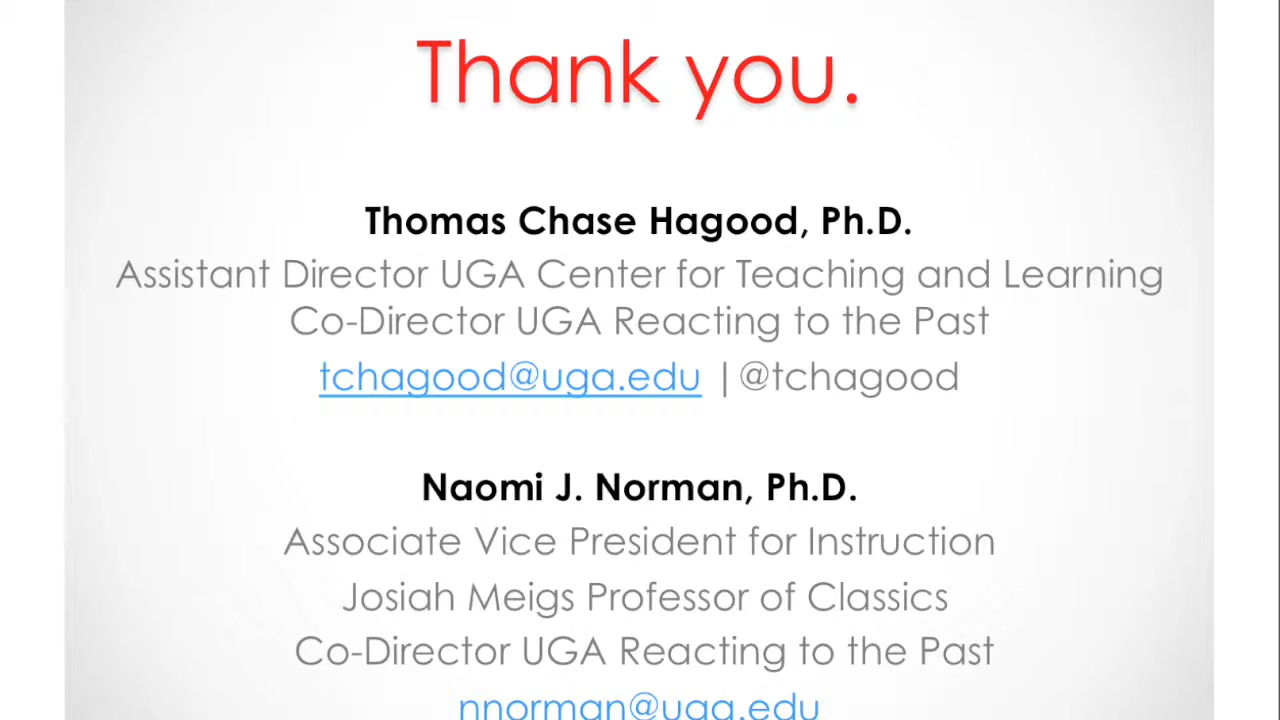 Thank you.
Thomas Chase Hagood, Ph.D.
Assistant Director UGA Center for Teaching and Learning
Co-Director UGA Reacting to the Past
tchagood@uga.edu |@tchagood
Naomi J. Norman, Ph.D.
Associate Vice President for Instruction
Josiah Meigs Professor of Classics
Co-Director UGA Reacting to the Past
nnorman@uga.edu